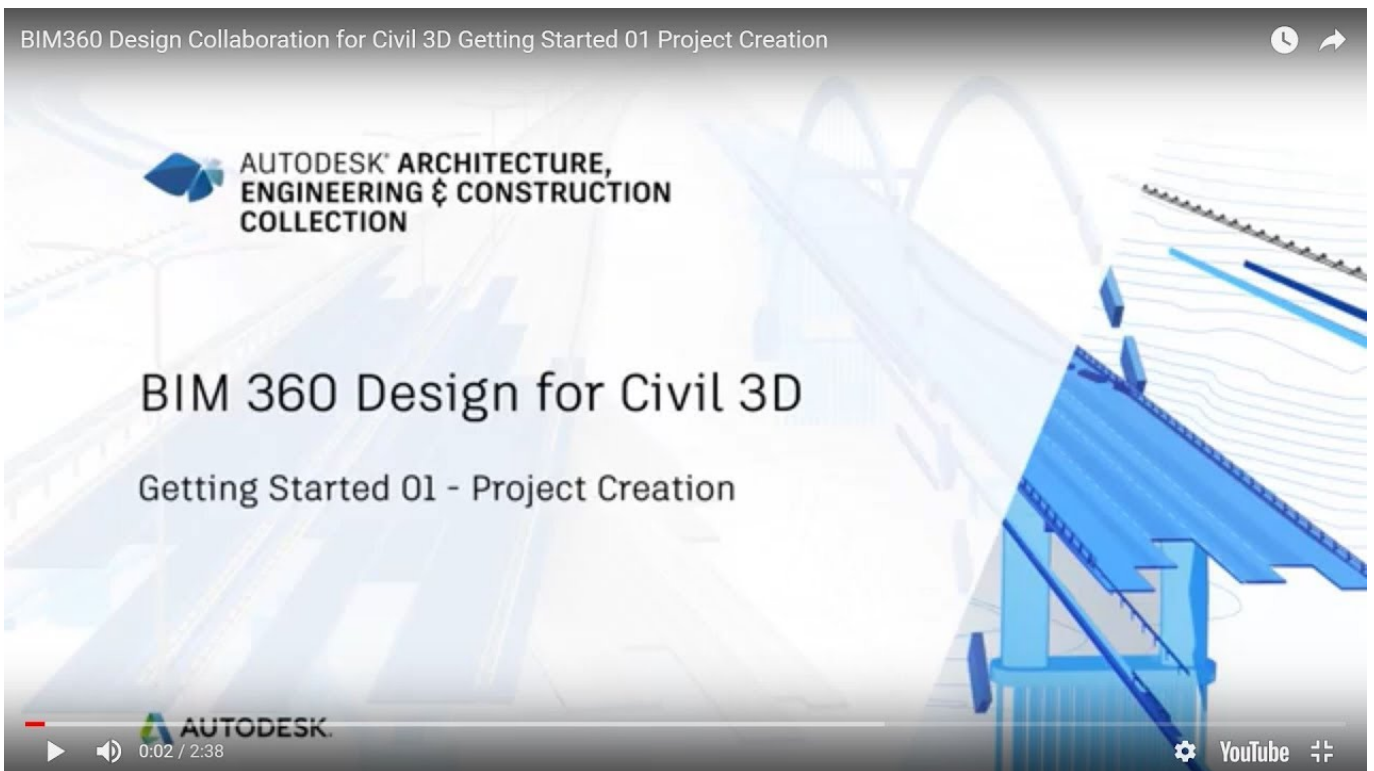 BIM360 Design Collaboration for Civil 3D Getting Started 01 Project Creation
AUTODESK® ARCHITECTURE,
ENGINEERING & CONSTRUCTION
COLLECTION
BIM 360 Design for Civil 3D
Getting Started 01 - Project Creation
AUTODESK.
0:02 / 2:38
YouTube